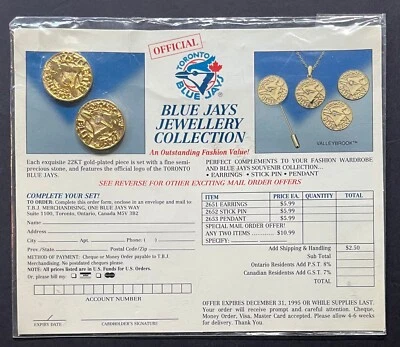 OFFICIAL
TORONTO
BLUE JAYS
BLUE JAYS
JEWELLERY
COLLECTION
An Outstanding Fashion Value!
VALLEYBROOK™
Each exquisite 22KT gold-plated piece is set with a fine semi-
precious stone, and features the official logo of the TORONTO
BLUE JAYS.
PERFECT COMPLEMENTS TO YOUR FASHION WARDROBE
AND BLUE JAYS SOUVENIR COLLECTION...
• EARRINGS • STICK PIN • PENDANT
SEE REVERSE FOR OTHER EXCITING MAIL ORDER OFFERINGS
COMPLETE YOUR SET!
TO ORDER: Complete this order form, enclose in an envelope and mail to
T.B.J. MERCHANDISING, ONE BLUE JAYS WAY
Suite 1100, Toronto, Ontario, Canada M5V 3B2
Name
Address
City Apt. Phone ( )
Prov./State Postal Code/Zip
METHOD OF PAYMENT: Cheque or Money Order payable to T.B.J.
Merchandising. No postdated cheques please.
NOTE: All prices listed are in U.S. Funds for U.S. Orders.
Please bill my
ACCOUNT NUMBER
EXPIRY DATE CARDHOLDER'S SIGNATURE
ITEM PRICE EA. QUANTITY TOTAL
2651 EARRINGS $5.99
2652 STICK PIN $5.99
2653 PENDANT $5.99
SPECIAL MAIL ORDER OFFER!
ANY TWO ITEMS $10.99
SPECIFY:
Add Shipping & Handling $2.50
Sub Total
Ontario Residents Add P.S.T. 8%
Canadian Residents Add G.S.T. 7%
TOTAL
OFFER EXPIRES DECEMBER 31, 1995 OR WHILE SUPPLIES LAST.
Your order will receive prompt and careful attention. Cheque,
Money Order, Visa, Master Card accepted. Please allow 4-6
weeks for delivery. Thank You.